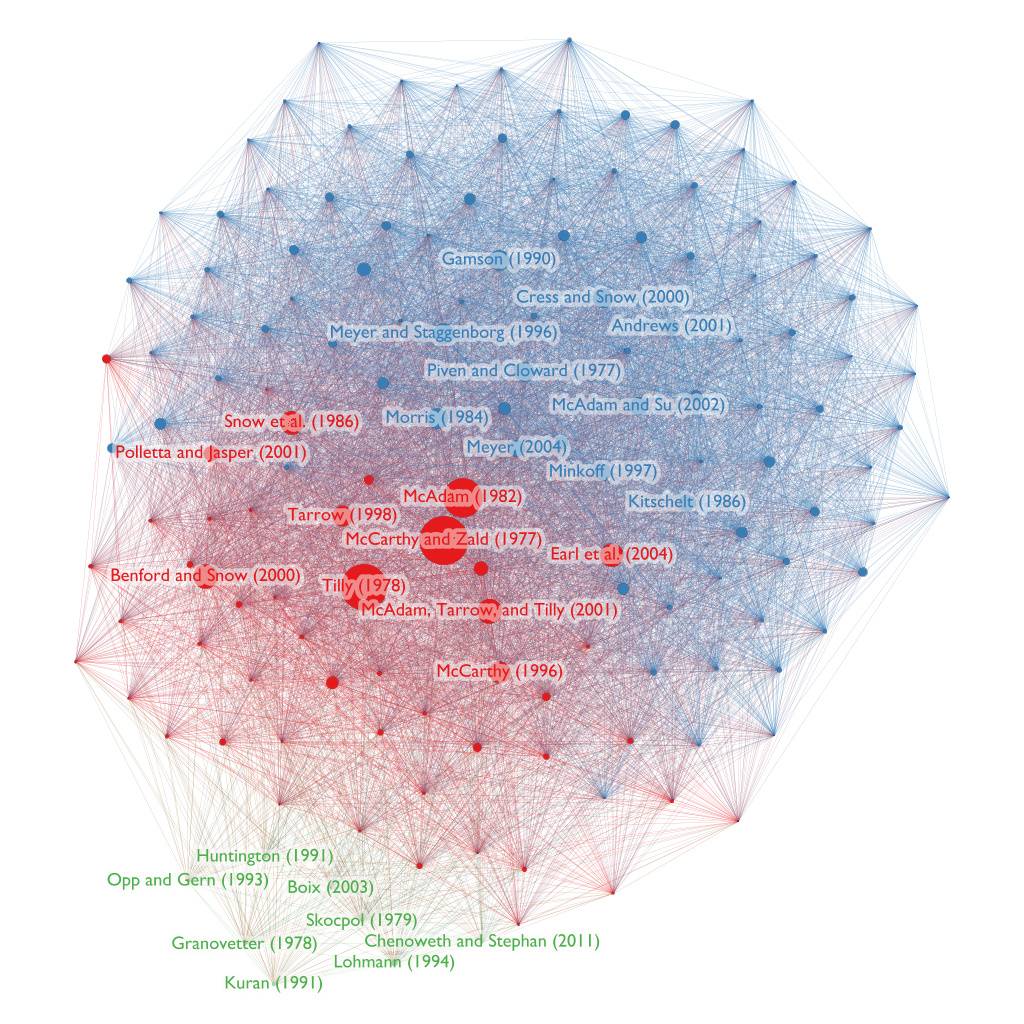 Gamson (1990)
Cress and Snow (2000)
Andrews (2001)
Meyer and Staggenborg (1996)
Piven and Cloward (1977)
McAdam and Su (2002)
Morris (1984)
Snow et al. (1986)
Meyer (2004)
Polletta and Jasper (2001)
Minkoff (1997)
McAdam (1982)
Kitschelt (1986)
Tarrow (1998)
McCarthy and Zald (1977)
Earl et al. (2004)
Benford and Snow (2000)
Tilly (1978)
McAdam, Tarrow, and Tilly (2001)
McCarthy (1996)
Huntington (1991)
Opp and Gern (1993)
Boix (2003)
Skocpol (1979)
Granovetter (1978)
Chenoweth and Stephan (2011)
Lohmann (1994)
Kuran (1991)